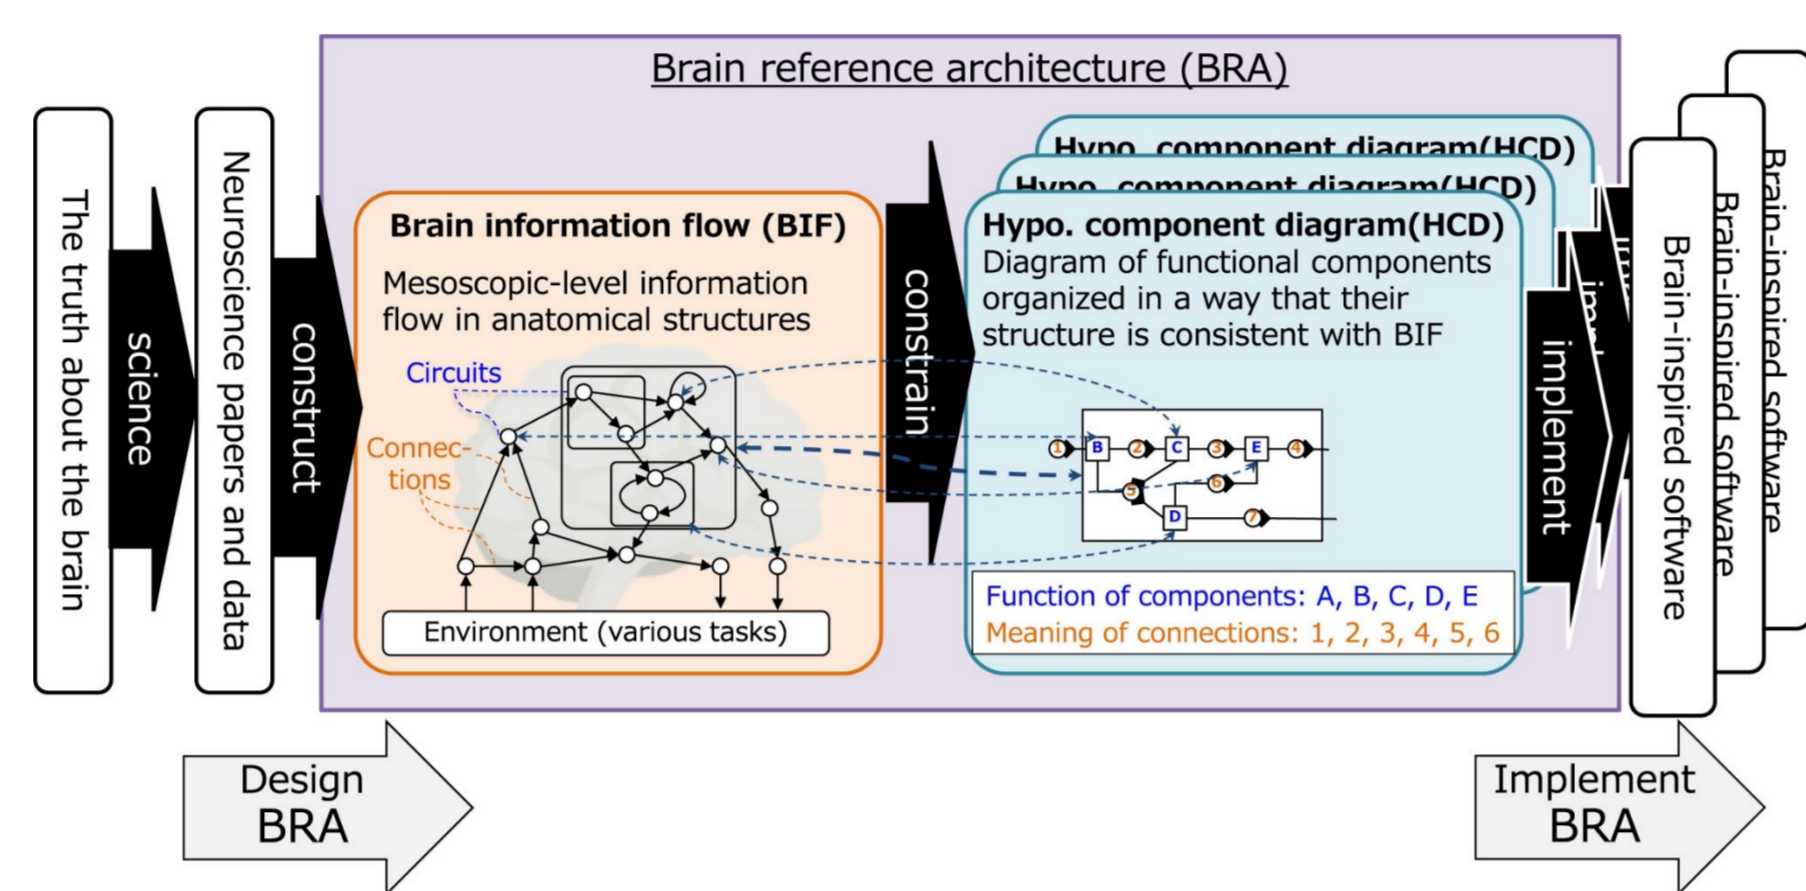 Brain reference architecture (BRA)
The truth about the brain
science
Neuroscience papers and data
construct
Brain information flow (BIF)
Mesoscopic-level information
flow in anatomical structures
Circuits
Connec-
tions
Environment (various tasks)
constrain
Hypo. component diagram(HCD)
Hypo. component diagram(HCD)
Hypo. component diagram(HCD)
Diagram of functional components
organized in a way that their
structure is consistent with BIF
1 B 2 C 3 E 4
5 6
D 7
Function of components: A, B, C, D, E
Meaning of connections: 1, 2, 3, 4, 5, 6
implement
Brain-inspired software
Brain-inspired software
Brain-inspired software
Design
BRA
Implement
BRA